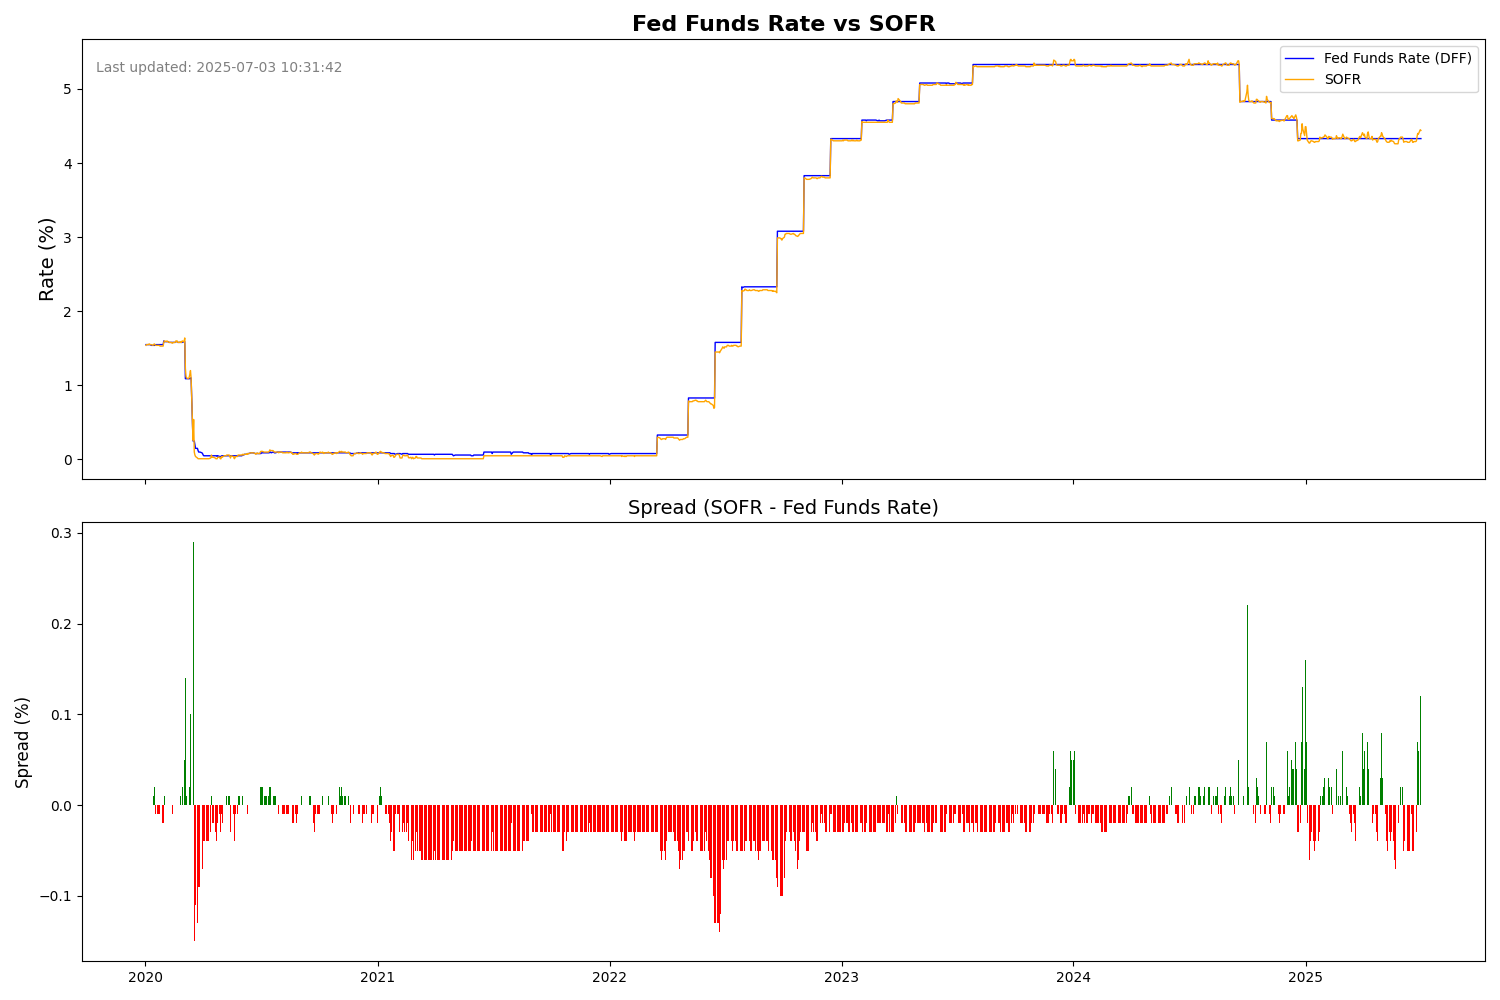 Fed Funds Rate vs SOFR
Last updated: 2025-07-03 10:31:42
Fed Funds Rate (DFF)
SOFR
Rate (%)
5
4
3
2
1
0
Spread (SOFR - Fed Funds Rate)
Spread (%)
0.3
0.2
0.1
0.0
−0.1
2020 2021 2022 2023 2024 2025